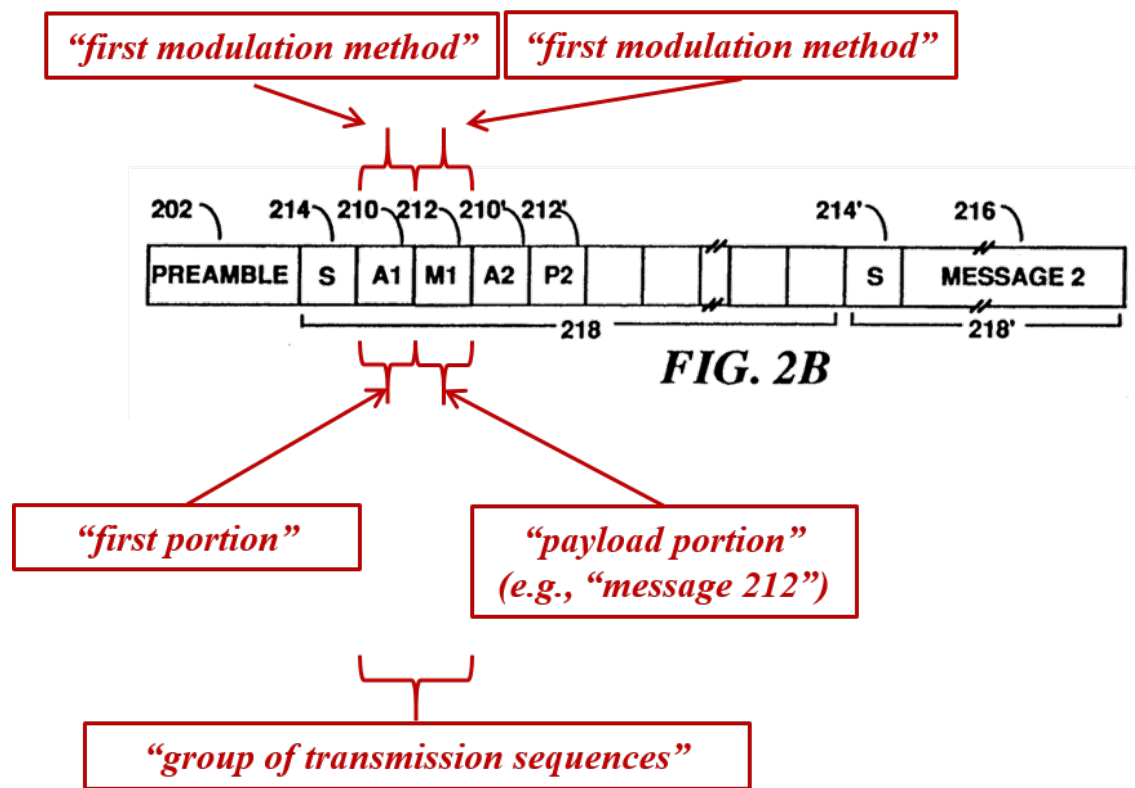 “first modulation method” “first modulation method”
202 214 210 212 210' 212' 214' 216
PREAMBLE S A1 M1 A2 P2 S MESSAGE 2
218 218'
FIG. 2B
“first portion” “payload portion”
(e.g., “message 212”)
“group of transmission sequences”